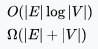 O(|E| log |V|)
Ω(|E| + |V|)